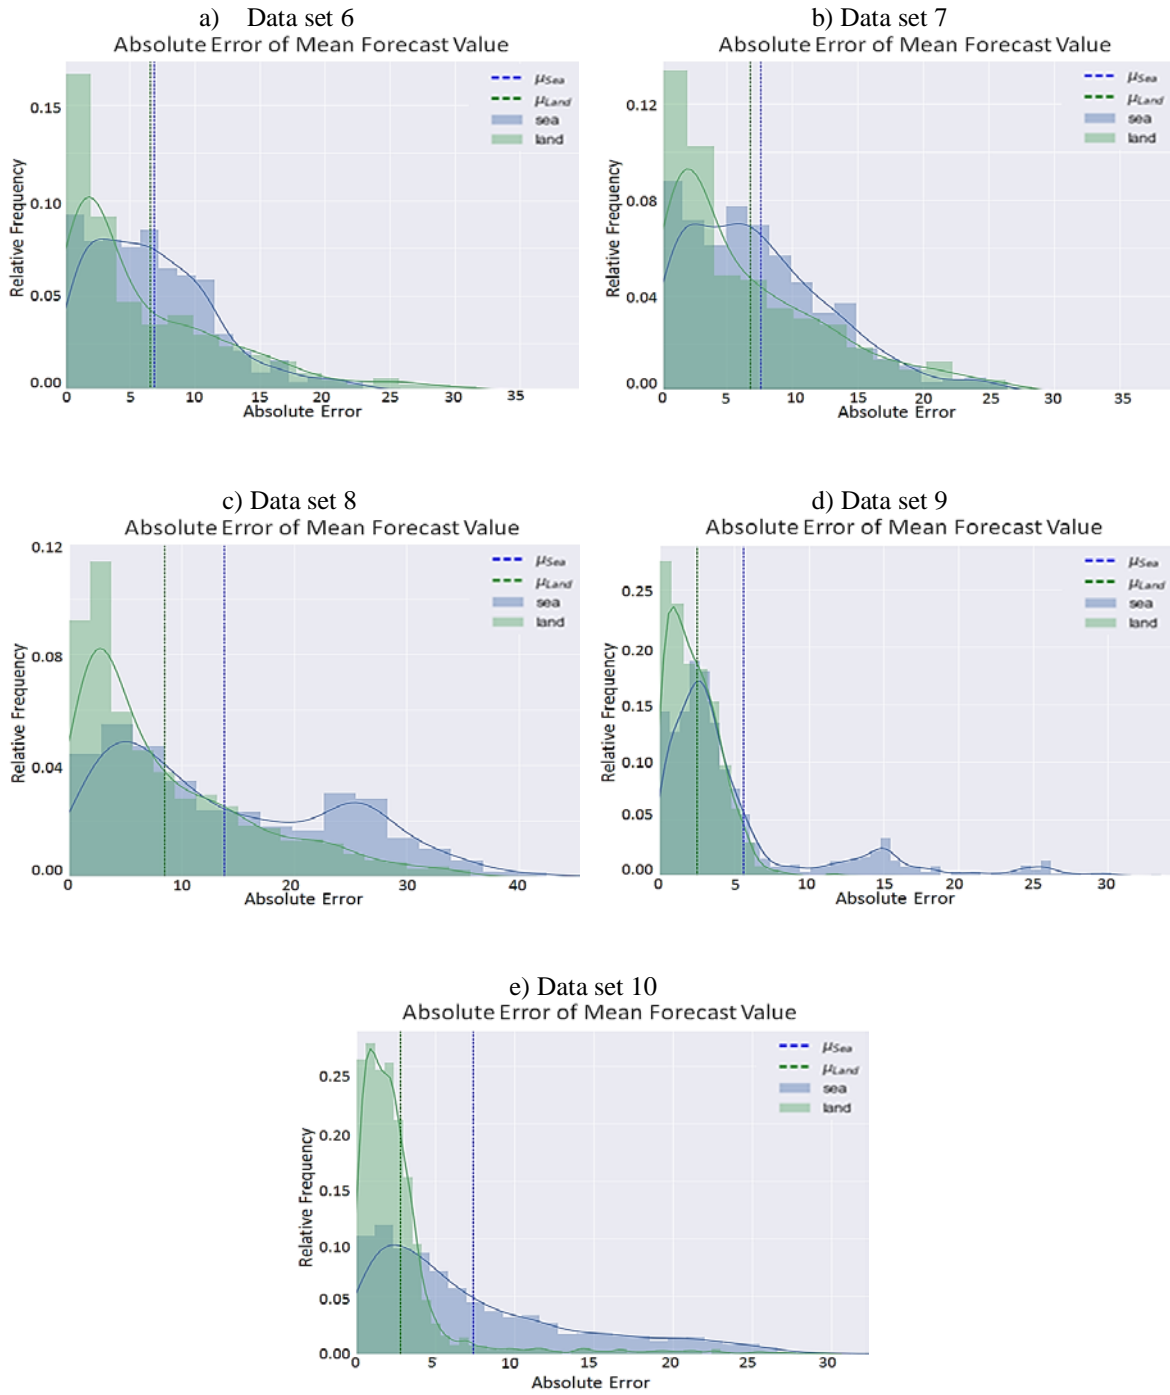 a) Data set 6
Absolute Error of Mean Forecast Value
μSea
μLand
sea
land
0.15
0.10
0.05
0.00
Relative Frequency
0 5 10 15 20 25 30 35
Absolute Error
b) Data set 7
Absolute Error of Mean Forecast Value
μSea
μLand
sea
land
0.12
0.08
0.04
0.00
Relative Frequency
0 5 10 15 20 25 30 35
Absolute Error
c) Data set 8
Absolute Error of Mean Forecast Value
μSea
μLand
sea
land
0.12
0.08
0.04
0.00
Relative Frequency
0 10 20 30 40
Absolute Error
d) Data set 9
Absolute Error of Mean Forecast Value
μSea
μLand
sea
land
0.25
0.20
0.15
0.10
0.05
0.00
Relative Frequency
0 5 10 15 20 25 30
Absolute Error
e) Data set 10
Absolute Error of Mean Forecast Value
μSea
μLand
sea
land
0.25
0.20
0.15
0.10
0.05
0.00
Relative Frequency
0 5 10 15 20 25 30
Absolute Error